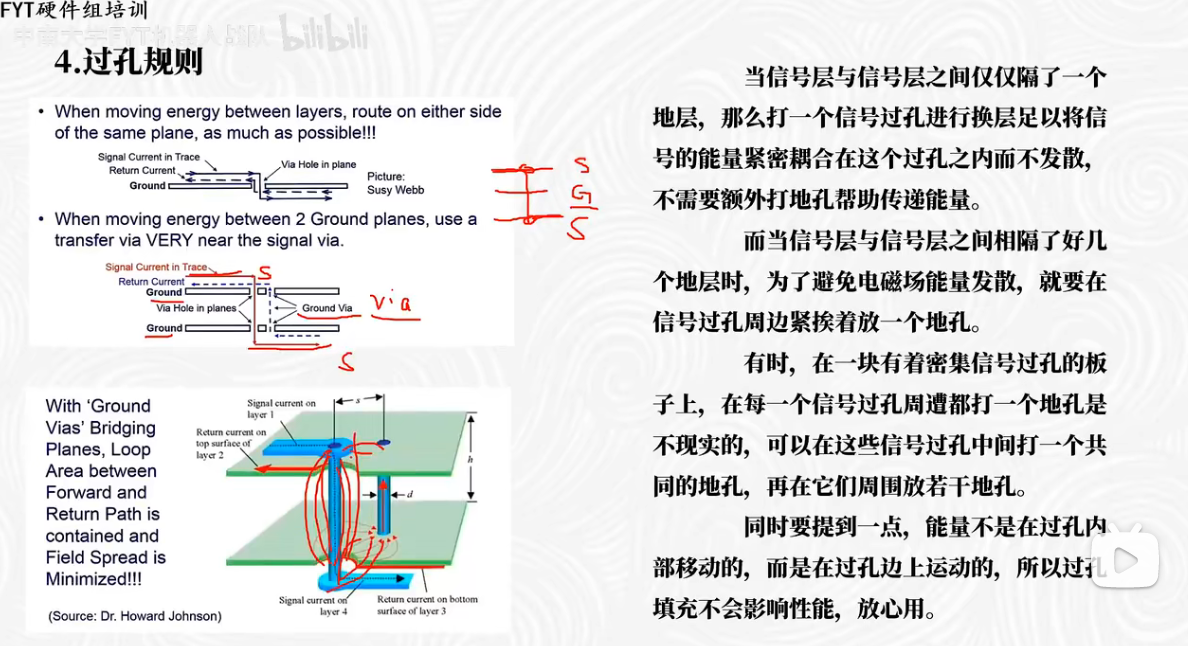 FYT硬件组培训
中南大学FYT机器人战队 bilibili
4.过孔规则
• When moving energy between layers, route on either side
of the same plane, as much as possible!!!
Signal Current in Trace
Return Current
Ground
Via Hole in plane
Picture:
Susy Webb
S
G
S
• When moving energy between 2 Ground planes, use a
transfer via VERY near the signal via.
Signal Current in Trace
S
Return Current
Ground
Via Hole in planes
Ground Via
via
Ground
S
With ‘Ground
Vias’ Bridging
Planes, Loop
Area between
Forward and
Return Path is
contained and
Field Spread is
Minimized!!!
(Source: Dr. Howard Johnson)
Signal current on
layer 1
s
Return current on
top surface of
layer 2
h
d
Signal current on
layer 4
Return current on bottom
surface of layer 3
当信号层与信号层之间仅仅隔了一个
地层，那么打一个信号过孔进行换层足以将信
号的能量紧密耦合在这个过孔之内而不发散，
不需要额外打地孔帮助传递能量。
而当信号层与信号层之间相隔了好几
个地层时，为了避免电磁场能量发散，就要在
信号过孔周边紧挨着放一个地孔。
有时，在一块有着密集信号过孔的板
子上，在每一个信号过孔周遭都打一个地孔是
不现实的，可以在这些信号过孔中间打一个共
同的地孔，再在它们周围放若干地孔。
同时要提到一点，能量不是在过孔内
部移动的，而是在过孔边上运动的，所以过孔
填充不会影响性能，放心用。